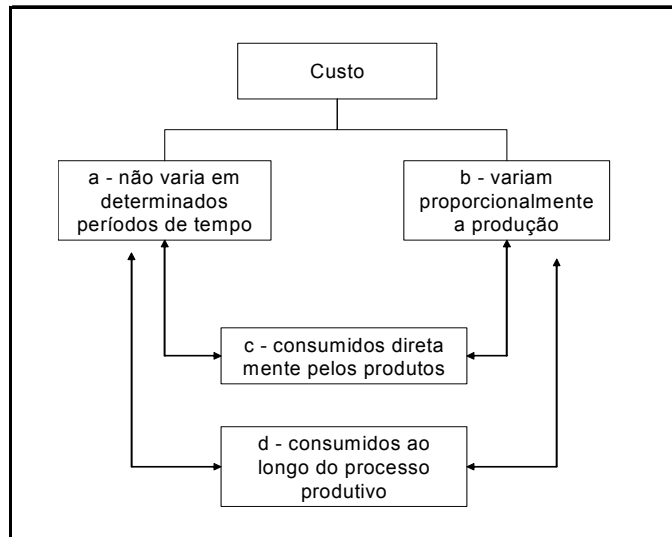 Custo
a - não varia em
determinados
períodos de tempo
b - variam
proporcionalmente
a produção
c - consumidos direta
mente pelos produtos
d - consumidos ao
longo do processo
produtivo